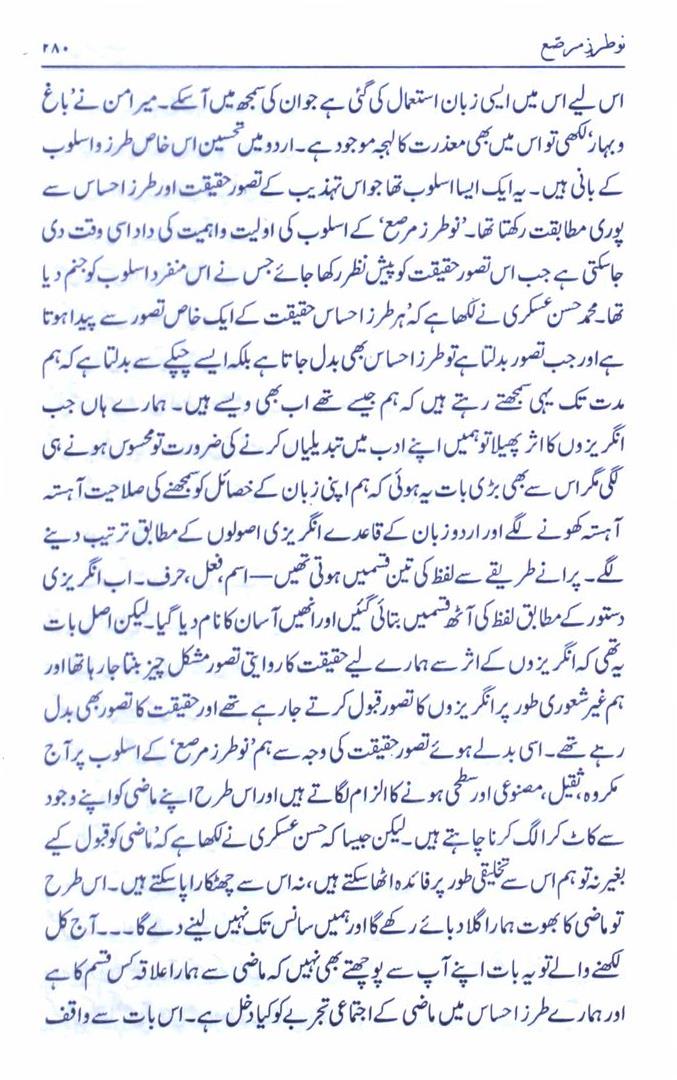 نو طرزِ مرصّع
۲۸۰
اس لیے اس میں ایسی زبان استعمال کی گئی ہے جو ان کی سمجھ میں آ سکے۔ میر امن نے 'باغ
و بہار' لکھی تو اس میں بھی معذرت کا لہجہ موجود ہے۔ اردو میں تحسین اس خاص طرز و اسلوب
کے بانی ہیں۔ یہ ایک ایسا اسلوب تھا جو اس تہذیب کے تصور حقیقت اور طرز احساس سے
پوری مطابقت رکھتا تھا۔ 'نو طرز مرصع' کے اسلوب کی اولیت و اہمیت کی داد اسی وقت دی
جا سکتی ہے جب اس تصور حقیقت کو پیش نظر رکھا جائے جس نے اس منفرد اسلوب کو جنم دیا
تھا۔ محمد حسن عسکری نے لکھا ہے کہ 'ہر طرز احساس حقیقت کے ایک خاص تصور سے پیدا ہوتا
ہے اور جب تصور بدلتا ہے تو طرز احساس بھی بدل جاتا ہے بلکہ ایسے چپکے سے بدلتا ہے کہ ہم
مدت تک یہی سمجھتے رہتے ہیں کہ ہم جیسے تھے اب بھی ویسے ہیں۔ ہمارے ہاں جب
انگریزوں کا اثر پھیلا تو ہمیں اپنے ادب میں تبدیلیاں کرنے کی ضرورت تو محسوس ہونے ہی
لگی مگر اس سے بھی بڑی بات یہ ہوئی کہ ہم اپنی زبان کے خصائل کو سمجھنے کی صلاحیت آہستہ
آہستہ کھونے لگے اور اردو زبان کے قاعدے انگریزی اصولوں کے مطابق ترتیب دینے
لگے۔ پرانے طریقے سے لفظ کی تین قسمیں ہوتی تھیں — اسم، فعل، حرف۔ اب انگریزی
دستور کے مطابق لفظ کی آٹھ قسمیں بتائی گئیں اور انھیں آسان کا نام دیا گیا۔ لیکن اصل بات
یہ تھی کہ انگریزوں کے اثر سے ہمارے لیے حقیقت کا روایتی تصور مشکل چیز بنتا جا رہا تھا اور
ہم غیر شعوری طور پر انگریزوں کا تصور قبول کرتے جا رہے تھے اور حقیقت کا تصور بھی بدل
رہے تھے۔ اسی بدلے ہوئے تصور حقیقت کی وجہ سے ہم 'نو طرز مرصع' کے اسلوب پر آج
مکروہ، ثقیل، مصنوعی اور سطحی ہونے کا الزام لگاتے ہیں اور اس طرح اپنے ماضی کو اپنے وجود
سے کاٹ کر الگ کرنا چاہتے ہیں۔ لیکن جیسا کہ حسن عسکری نے لکھا ہے کہ 'ماضی کو قبول کیے
بغیر نہ تو ہم اس سے تخلیقی طور پر فائدہ اٹھا سکتے ہیں، نہ اس سے چھٹکارا پا سکتے ہیں۔ اس طرح
تو ماضی کا بھوت ہمارا گلا دبائے رکھے گا اور ہمیں سانس تک نہیں لینے دے گا۔۔۔ آج کل
لکھنے والے تو یہ بات اپنے آپ سے پوچھتے بھی نہیں کہ ماضی سے ہمارا علاقہ کس قسم کا ہے
اور ہمارے طرز احساس میں ماضی کے اجتماعی تجربے کو کیا دخل ہے۔ اس بات سے واقف